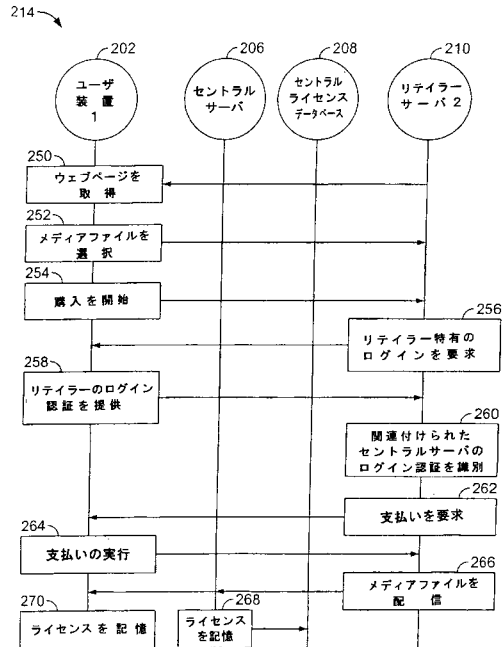 214
202
206
208
210
ユーザ
装置
1
セントラル
サーバ
セントラル
ライセンス
データベース
リテイラー
サーバ 2
250
ウェブページを
取得
252
メディアファイルを
選択
254
購入を開始
256
リテイラー特有の
ログインを要求
258
リテイラーのログイン
認証を提供
260
関連付けられた
セントラルサーバの
ログイン認証を識別
262
支払いを要求
264
支払いの実行
266
メディアファイルを
配信
270
ライセンスを記憶
268
ライセンス
を記憶